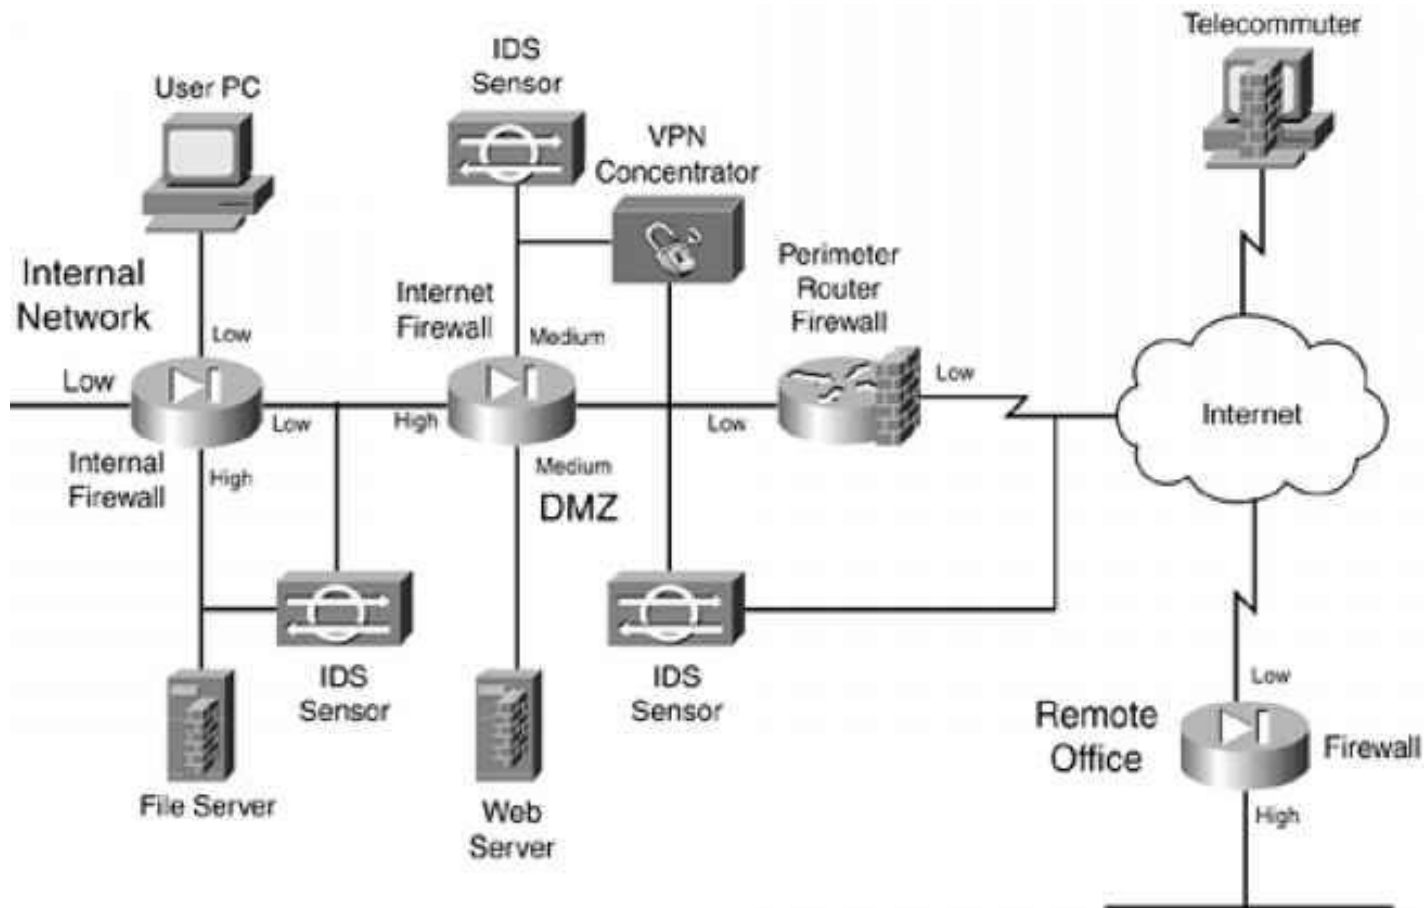 Telecommuter
IDS
Sensor
User PC
VPN
Concentrator
Perimeter
Router
Firewall
Internal
Network
Internet
Firewall
Low
Medium
Low
Low
High
Low
Low
Internet
Internal
Firewall
High
Medium
DMZ
IDS
Sensor
IDS
Sensor
Low
Remote
Office
Firewall
File Server
Web
Server
High